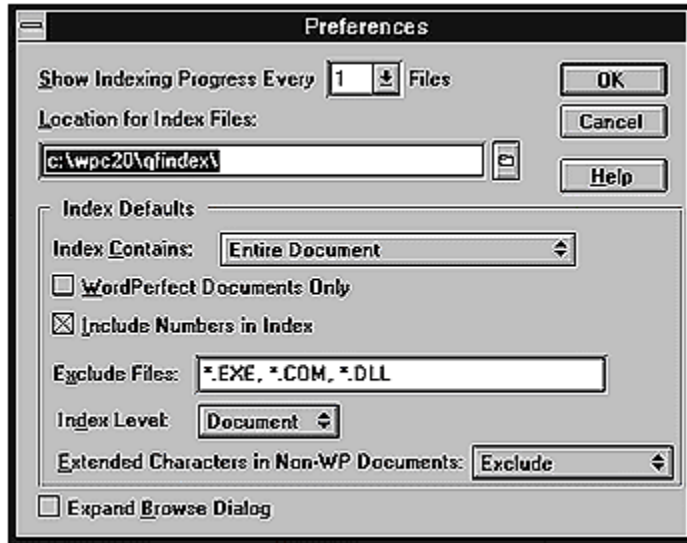 Preferences
Show Indexing Progress Every 1 Files
OK
Location for Index Files:
Cancel
c:\wpc20\qfindex\
Help
Index Defaults
Index Contains: Entire Document
WordPerfect Documents Only
Include Numbers in Index
Exclude Files: *.EXE, *.COM, *.DLL
Index Level: Document
Extended Characters in Non-WP Documents: Exclude
Expand Browse Dialog